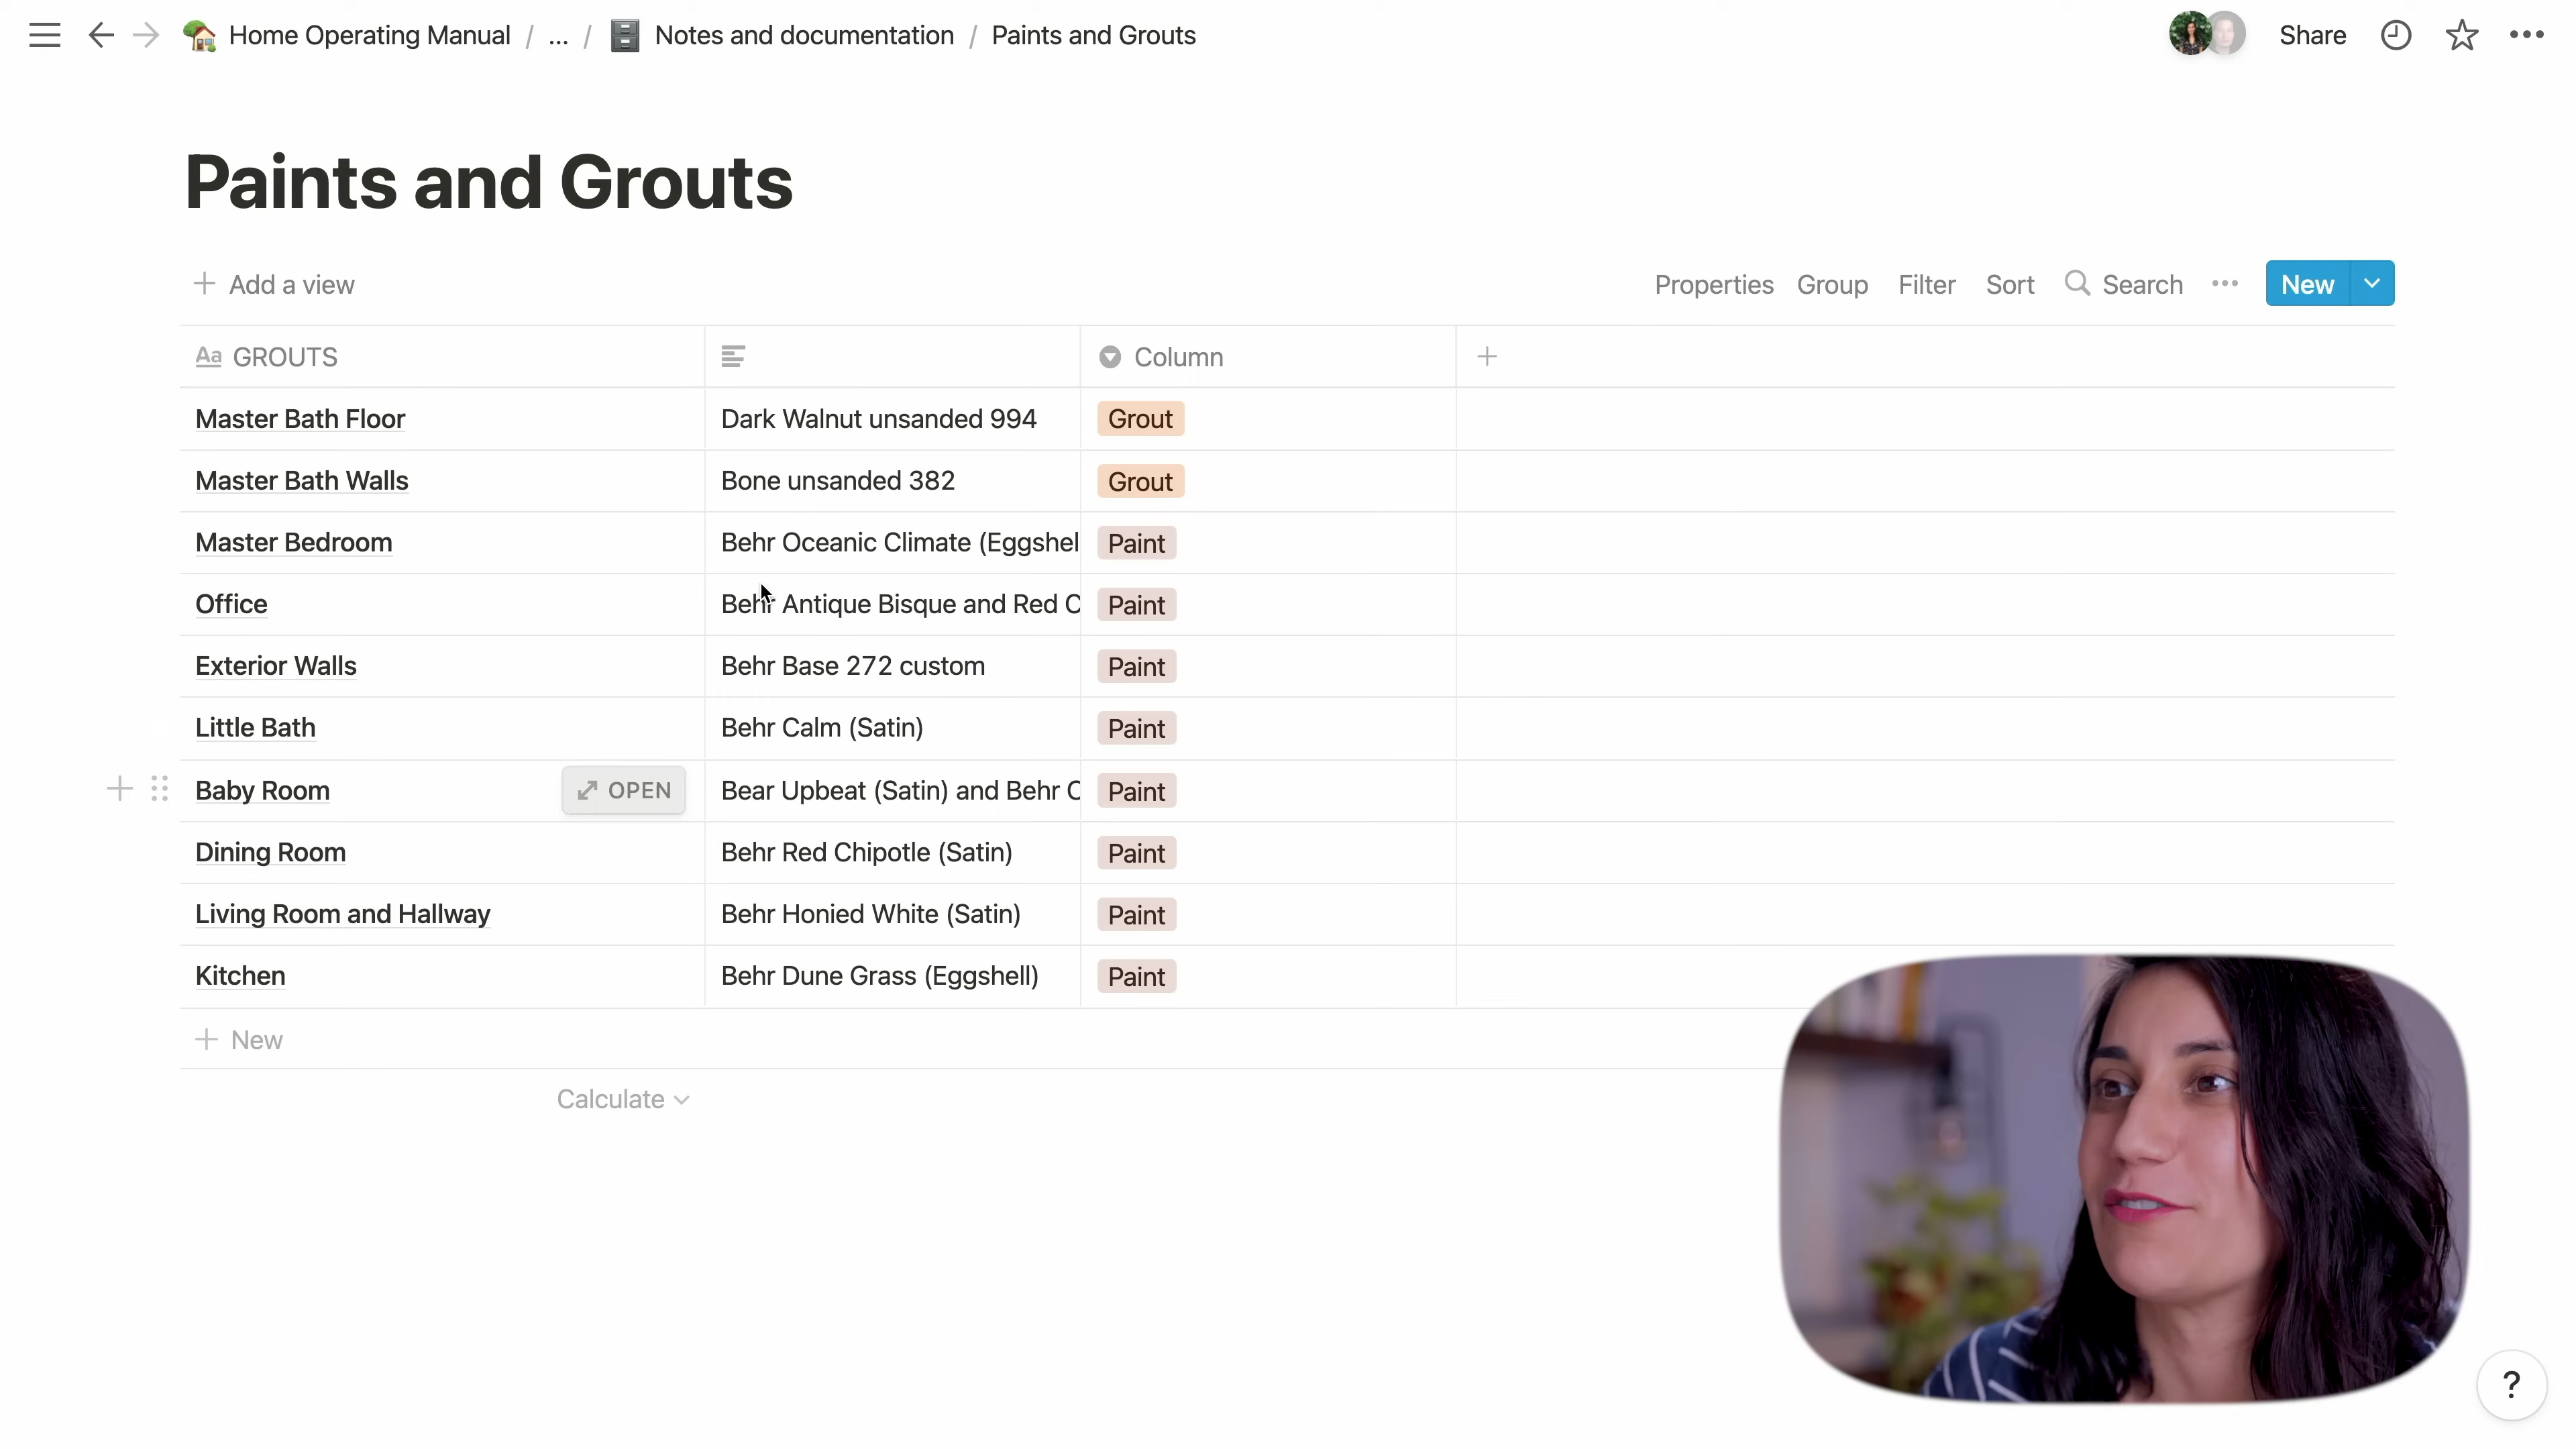 Home Operating Manual / ... / Notes and documentation / Paints and Grouts
Share
Paints and Grouts
Add a view
Properties Group Filter Sort Search New
Aa GROUTS Column
Master Bath Floor Dark Walnut unsanded 994 Grout
Master Bath Walls Bone unsanded 382 Grout
Master Bedroom Behr Oceanic Climate (Eggshel Paint
Office Behr Antique Bisque and Red C Paint
Exterior Walls Behr Base 272 custom Paint
Little Bath Behr Calm (Satin) Paint
Baby Room OPEN Bear Upbeat (Satin) and Behr C Paint
Dining Room Behr Red Chipotle (Satin) Paint
Living Room and Hallway Behr Honied White (Satin) Paint
Kitchen Behr Dune Grass (Eggshell) Paint
New
Calculate
?